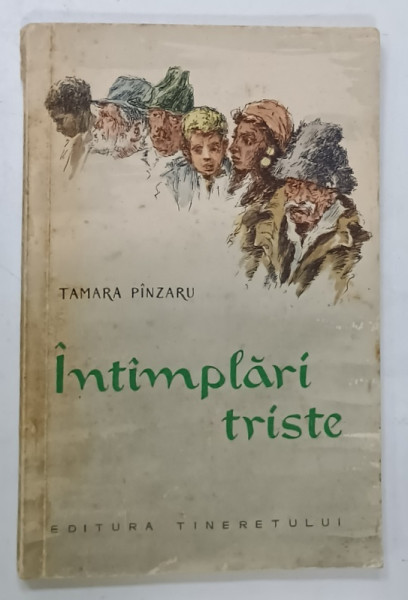 TAMARA PÎNZARU
Întîmplări
triste
EDITURA TINERETULUI